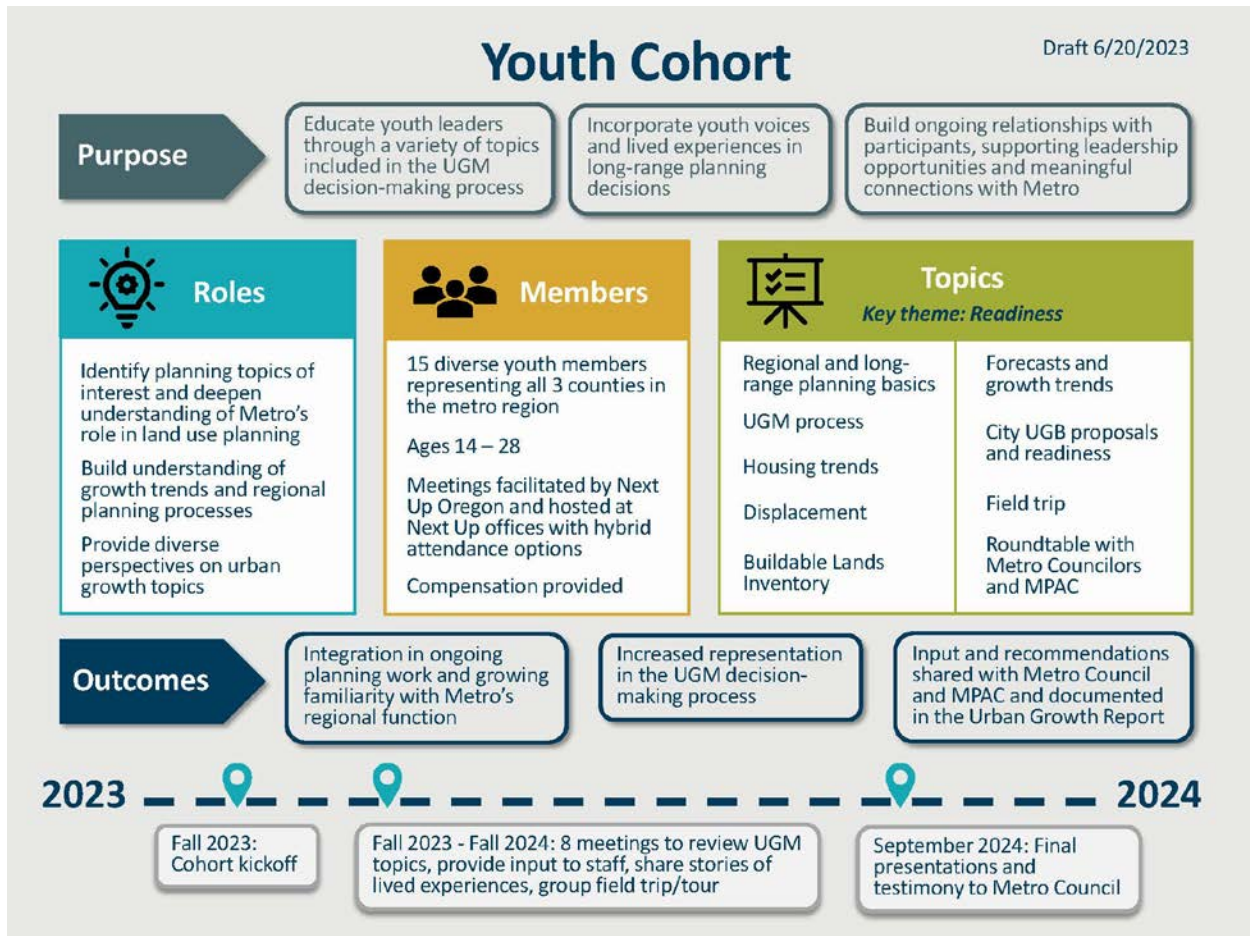 Youth Cohort
Draft 6/20/2023
Purpose
Educate youth leaders
through a variety of topics
included in the UGM
decision-making process
Incorporate youth voices
and lived experiences in
long-range planning
decisions
Build ongoing relationships with
participants, supporting leadership
opportunities and meaningful
connections with Metro
Roles
Identify planning topics of
interest and deepen
understanding of Metro's
role in land use planning
Build understanding of
growth trends and regional
planning processes
Provide diverse
perspectives on urban
growth topics
Members
15 diverse youth members
representing all 3 counties in
the metro region
Ages 14 – 28
Meetings facilitated by Next
Up Oregon and hosted at
Next Up offices with hybrid
attendance options
Compensation provided
Topics
Key theme: Readiness
Regional and long-
range planning basics
UGM process
Housing trends
Displacement
Buildable Lands
Inventory
Forecasts and
growth trends
City UGB proposals
and readiness
Field trip
Roundtable with
Metro Councilors
and MPAC
Outcomes
Integration in ongoing
planning work and growing
familiarity with Metro's
regional function
Increased representation
in the UGM decision-
making process
Input and recommendations
shared with Metro Council
and MPAC and documented
in the Urban Growth Report
2023
2024
Fall 2023:
Cohort kickoff
Fall 2023 - Fall 2024: 8 meetings to review UGM
topics, provide input to staff, share stories of
lived experiences, group field trip/tour
September 2024: Final
presentations and
testimony to Metro Council